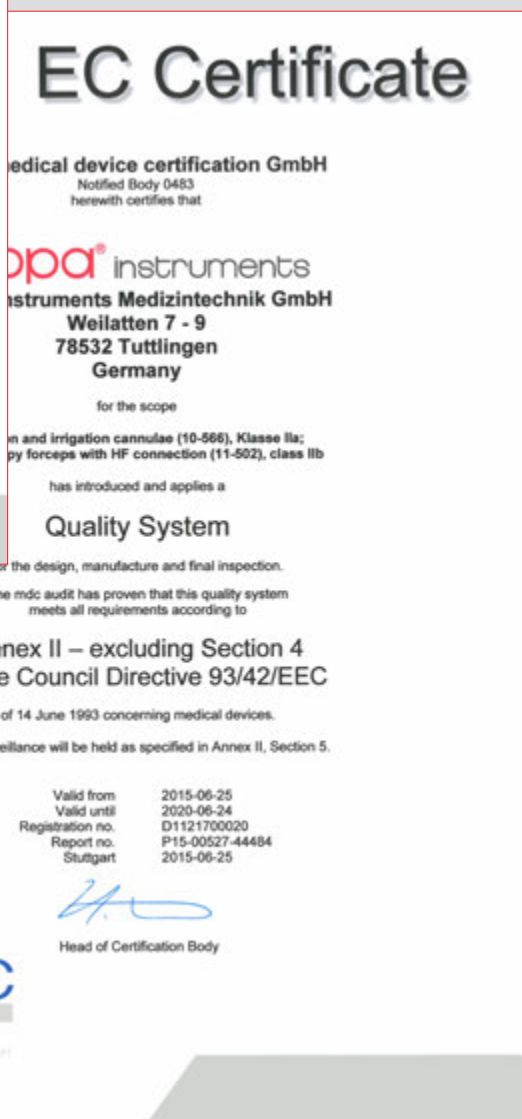 EC Certificate
edical device certification GmbH
Notified Body 0483
herewith certifies that
opa® instruments
nstruments Medizintechnik GmbH
Weilatten 7 - 9
78532 Tuttlingen
Germany
for the scope
n and irrigation cannulae (10-566), Klasse IIa;
py forceps with HF connection (11-502), class IIb
has introduced and applies a
Quality System
r the design, manufacture and final inspection.
e mdc audit has proven that this quality system
meets all requirements according to
nex II – excluding Section 4
e Council Directive 93/42/EEC
of 14 June 1993 concerning medical devices.
eillance will be held as specified in Annex II, Section 5.
Valid from 2015-06-25
Valid until 2020-06-24
Registration no. D1121700020
Report no. P15-00527-44484
Stuttgart 2015-06-25
Head of Certification Body
C